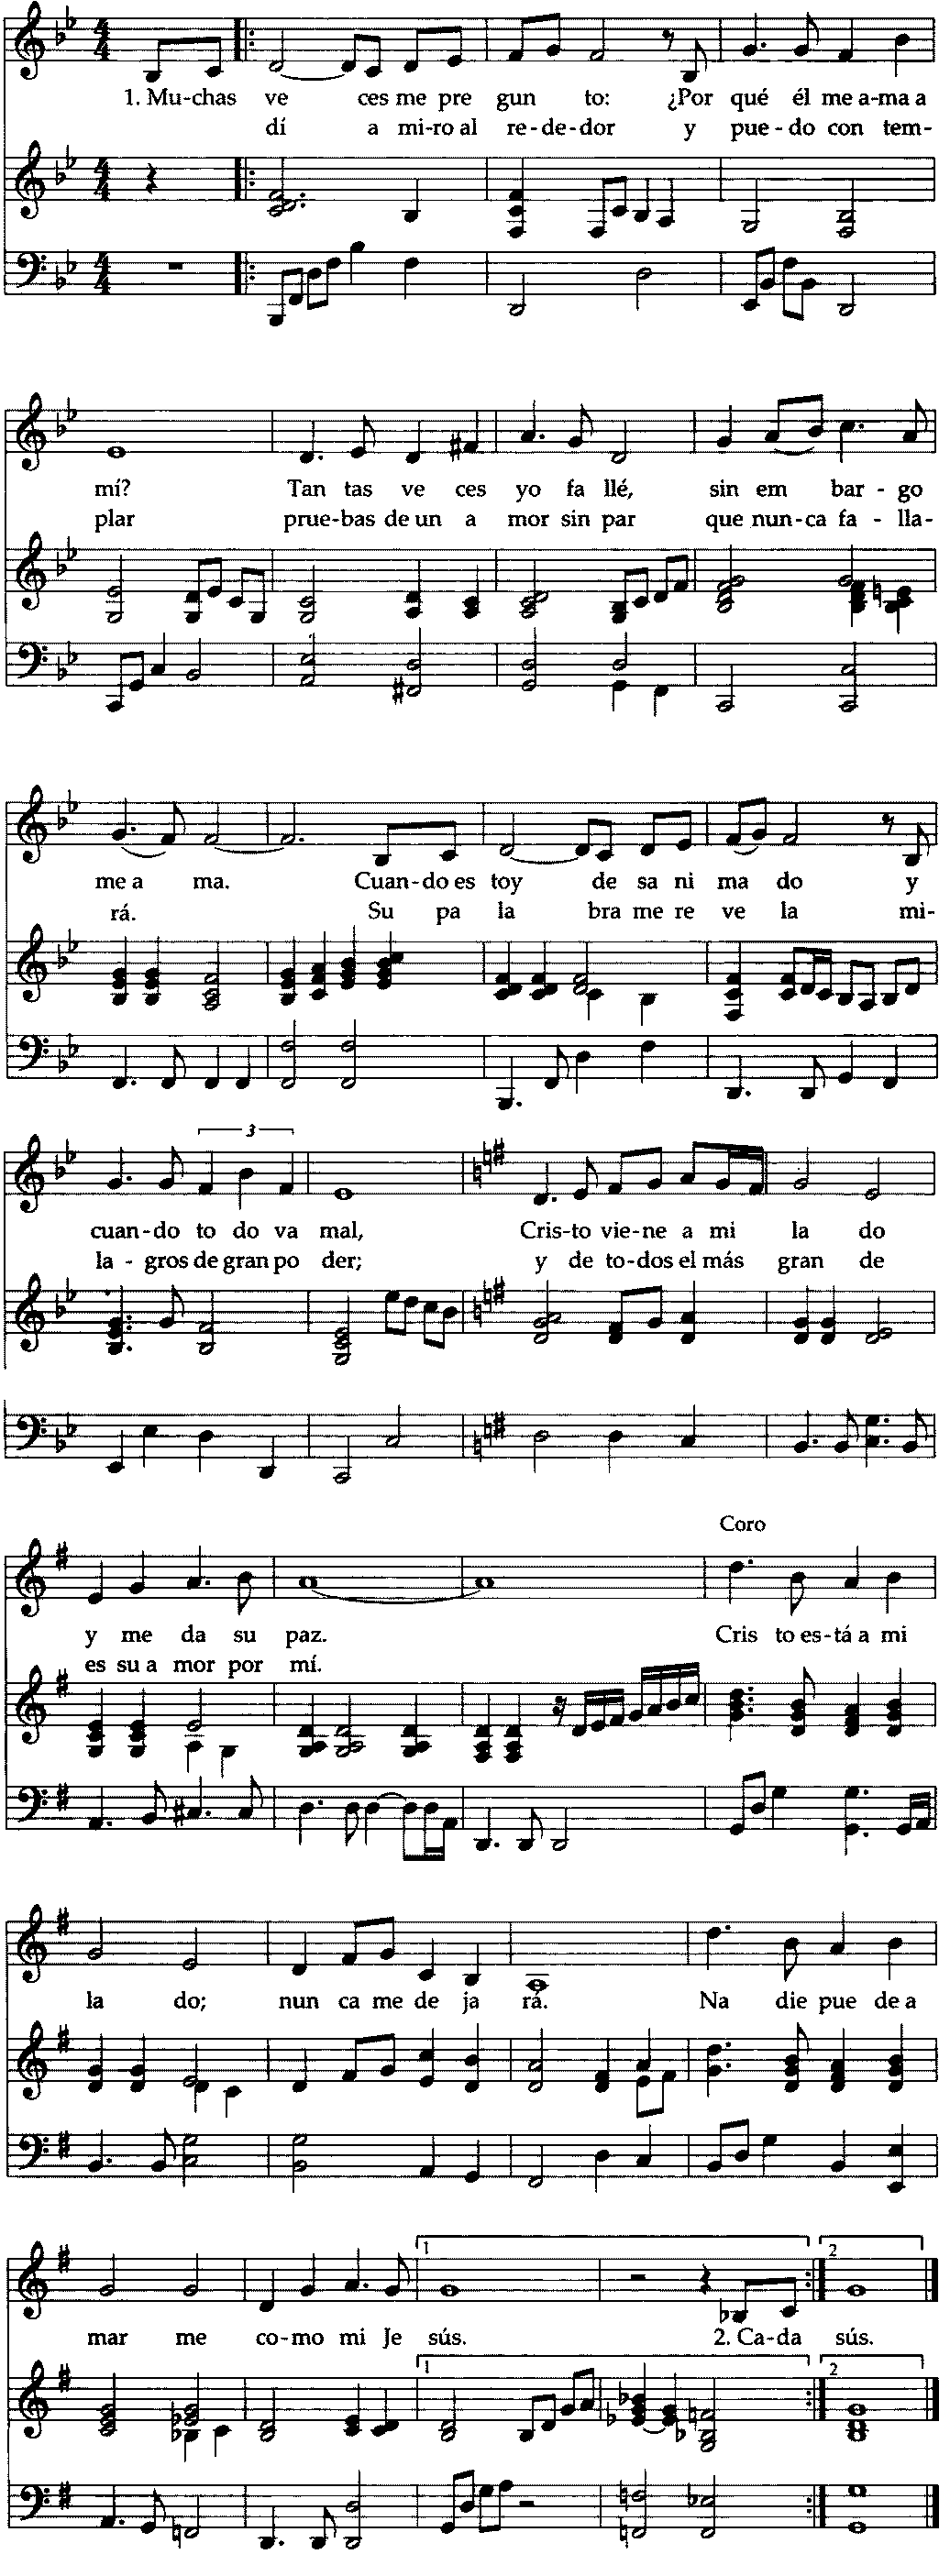 1. Mu-chas ve ces me pre gun to: ¿Por qué él me a-ma a
dí a mi-ro al re-de-dor y pue-do con tem-
mí? Tan tas ve ces yo fa llé, sin em bar-go
plar prue-bas de un a mor sin par que nun-ca fa-lla-
me a ma. Cuan-do es toy de sa ni ma do y
rá. Su pa la bra me re ve la mi-
3
cuan-do to do va mal, Cris-to vie-ne a mi la do
la-gros de gran po der; y de to-dos el más gran de
Coro
y me da su paz. Cris to es-tá a mi
es su a mor por mí.
la do; nun ca me de ja rá. Na die pue de a
1 2
mar me co-mo mi Je sús. 2. Ca-da sús.
1 2